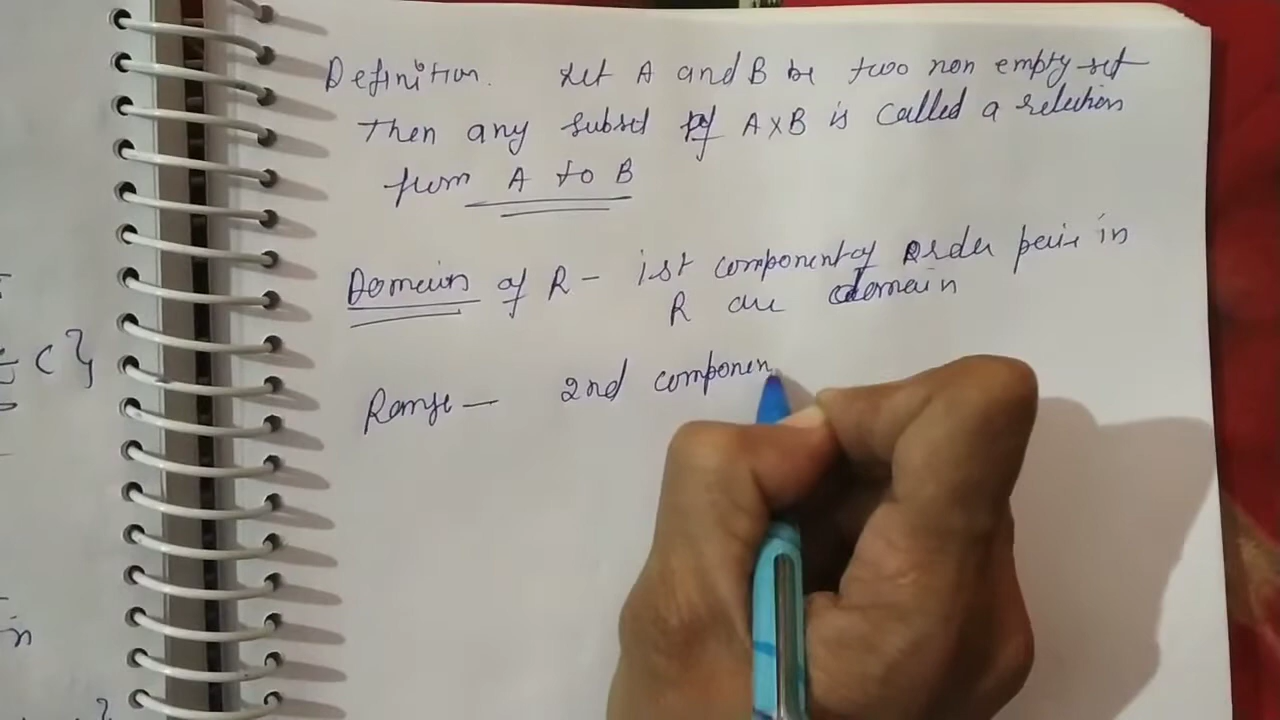 Definition. Let A and B be two non empty set
Then any subset of A×B is called a relation
from A to B
Domain of R - 1st component of order pair in
R are domain
Range - 2nd componen
c},
in
}